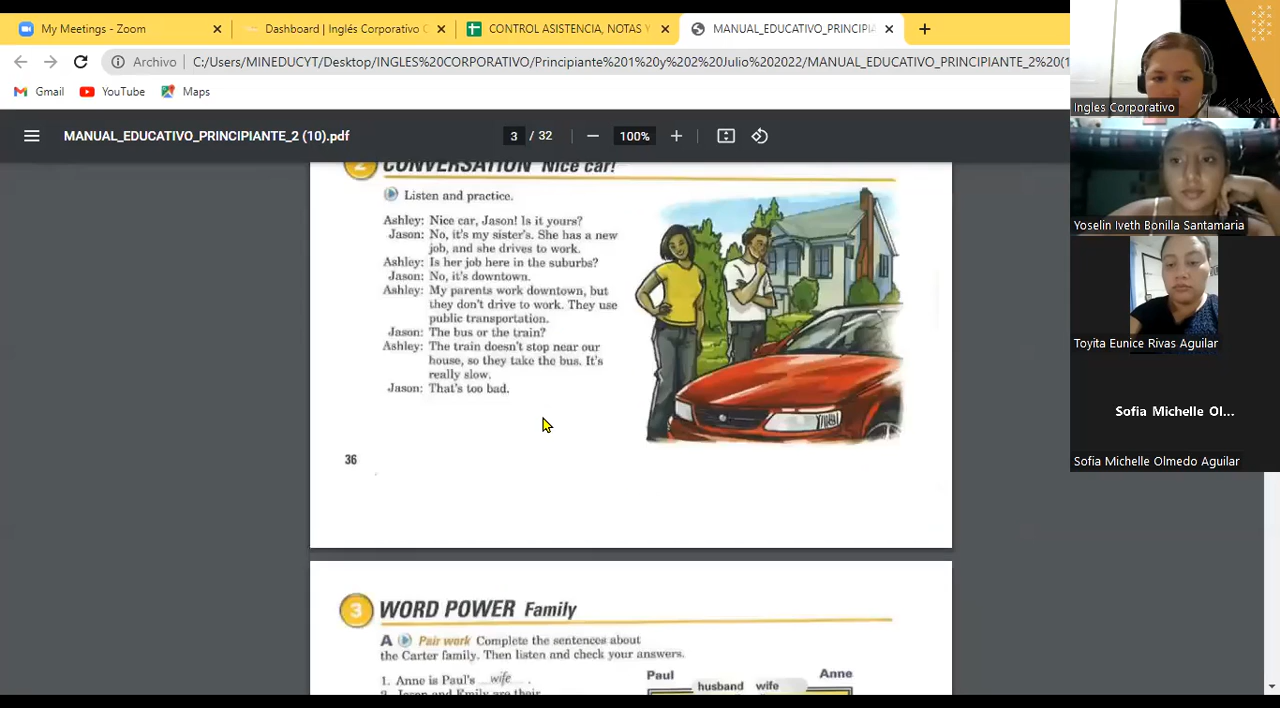 My Meetings - Zoom
Dashboard | Inglés Corporativo
CONTROL ASISTENCIA, NOTAS Y
MANUAL_EDUCATIVO_PRINCIPIA
Archivo
C:/Users/MINEDUCYT/Desktop/INGLES%20CORPORATIVO/Principiante%201%20y%202%20Julio%202022/MANUAL_EDUCATIVO_PRINCIPIANTE_2%20(1
Gmail
YouTube
Maps
MANUAL_EDUCATIVO_PRINCIPIANTE_2 (10).pdf
3 / 32
100%
2 CONVERSATION Nice car!
Listen and practice.
Ashley: Nice car, Jason! Is it yours?
Jason: No, it's my sister's. She has a new
job, and she drives to work.
Ashley: Is her job here in the suburbs?
Jason: No, it's downtown.
Ashley: My parents work downtown, but
they don't drive to work. They use
public transportation.
Jason: The bus or the train?
Ashley: The train doesn't stop near our
house, so they take the bus. It's
really slow.
Jason: That's too bad.
36
3 WORD POWER Family
A Pair work Complete the sentences about
the Carter family. Then listen and check your answers.
1. Anne is Paul's wife .
2. Jason and Emily are their
Paul
Anne
husband wife
Ingles Corporativo
Yoselin Iveth Bonilla Santamaria
Toyita Eunice Rivas Aguilar
Sofia Michelle Ol...
Sofia Michelle Olmedo Aguilar